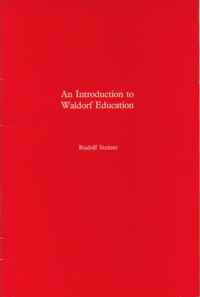 An Introduction to
Waldorf Education
Rudolf Steiner